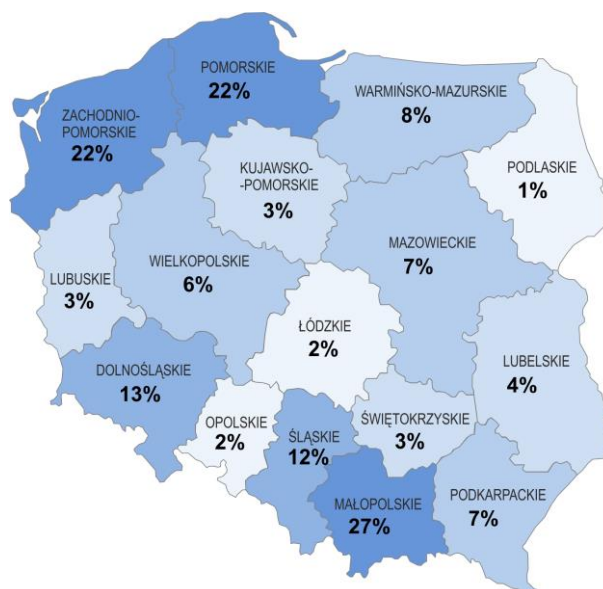 POMORSKIE
22%
WARMIŃSKO-MAZURSKIE
8%
ZACHODNIO-
POMORSKIE
22%
KUJAWSKO-
-POMORSKIE
3%
PODLASKIE
1%
MAZOWIECKIE
7%
WIELKOPOLSKIE
6%
LUBUSKIE
3%
ŁÓDZKIE
2%
LUBELSKIE
4%
DOLNOŚLĄSKIE
13%
OPOLSKIE
2%
ŚLĄSKIE
12%
ŚWIĘTOKRZYSKIE
3%
MAŁOPOLSKIE
27%
PODKARPACKIE
7%